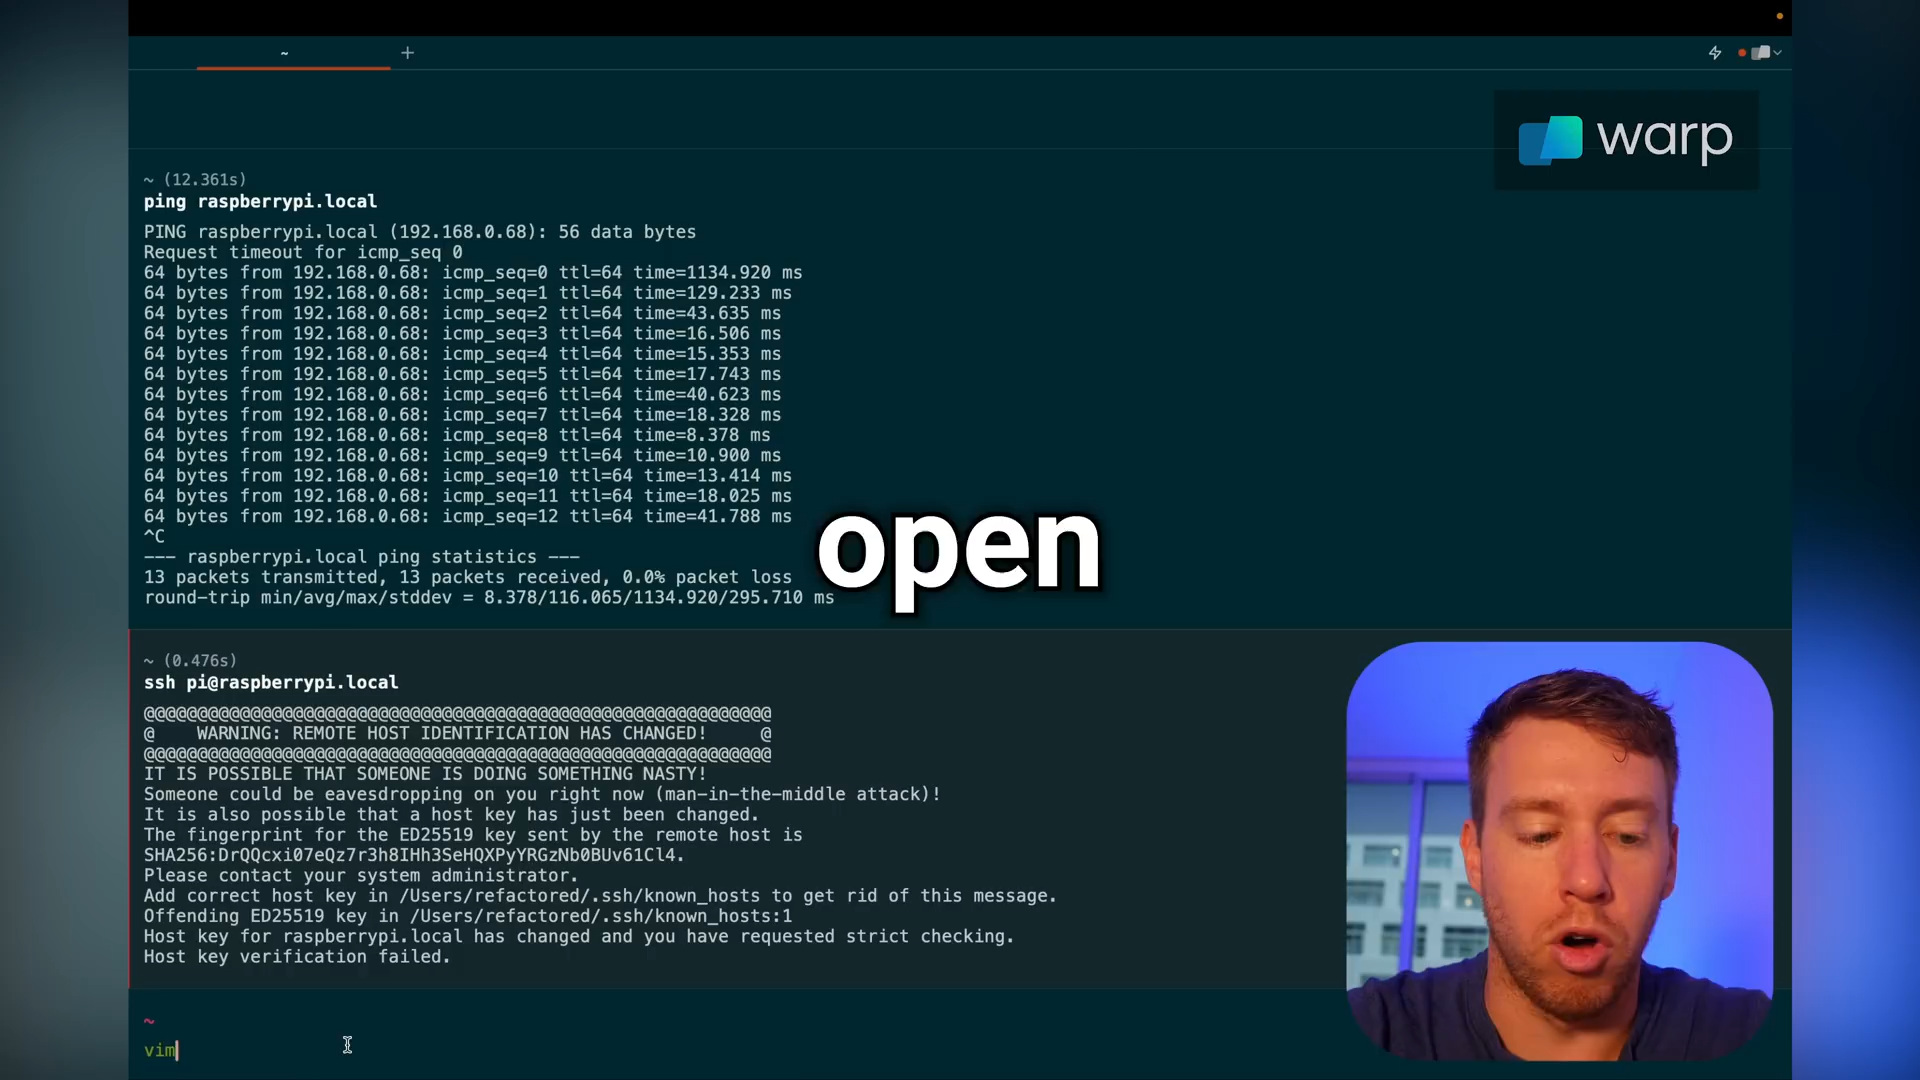 ~
+
warp
~ (12.361s)
ping raspberrypi.local
PING raspberrypi.local (192.168.0.68): 56 data bytes
Request timeout for icmp_seq 0
64 bytes from 192.168.0.68: icmp_seq=0 ttl=64 time=1134.920 ms
64 bytes from 192.168.0.68: icmp_seq=1 ttl=64 time=129.233 ms
64 bytes from 192.168.0.68: icmp_seq=2 ttl=64 time=43.635 ms
64 bytes from 192.168.0.68: icmp_seq=3 ttl=64 time=16.506 ms
64 bytes from 192.168.0.68: icmp_seq=4 ttl=64 time=15.353 ms
64 bytes from 192.168.0.68: icmp_seq=5 ttl=64 time=17.743 ms
64 bytes from 192.168.0.68: icmp_seq=6 ttl=64 time=40.623 ms
64 bytes from 192.168.0.68: icmp_seq=7 ttl=64 time=18.328 ms
64 bytes from 192.168.0.68: icmp_seq=8 ttl=64 time=8.378 ms
64 bytes from 192.168.0.68: icmp_seq=9 ttl=64 time=10.900 ms
64 bytes from 192.168.0.68: icmp_seq=10 ttl=64 time=13.414 ms
64 bytes from 192.168.0.68: icmp_seq=11 ttl=64 time=18.025 ms
64 bytes from 192.168.0.68: icmp_seq=12 ttl=64 time=41.788 ms
^C
--- raspberrypi.local ping statistics ---
13 packets transmitted, 13 packets received, 0.0% packet loss
round-trip min/avg/max/stddev = 8.378/116.065/1134.920/295.710 ms
open
~ (0.476s)
ssh pi@raspberrypi.local
@@@@@@@@@@@@@@@@@@@@@@@@@@@@@@@@@@@@@@@@@@@@@@@@@@@@@@@@@@@
@    WARNING: REMOTE HOST IDENTIFICATION HAS CHANGED!     @
@@@@@@@@@@@@@@@@@@@@@@@@@@@@@@@@@@@@@@@@@@@@@@@@@@@@@@@@@@@
IT IS POSSIBLE THAT SOMEONE IS DOING SOMETHING NASTY!
Someone could be eavesdropping on you right now (man-in-the-middle attack)!
It is also possible that a host key has just been changed.
The fingerprint for the ED25519 key sent by the remote host is
SHA256:DrQQcxi07eQz7r3h8IHh3SeHQXPyYRGzNb0BUv61Cl4.
Please contact your system administrator.
Add correct host key in /Users/refactored/.ssh/known_hosts to get rid of this message.
Offending ED25519 key in /Users/refactored/.ssh/known_hosts:1
Host key for raspberrypi.local has changed and you have requested strict checking.
Host key verification failed.
~
vim